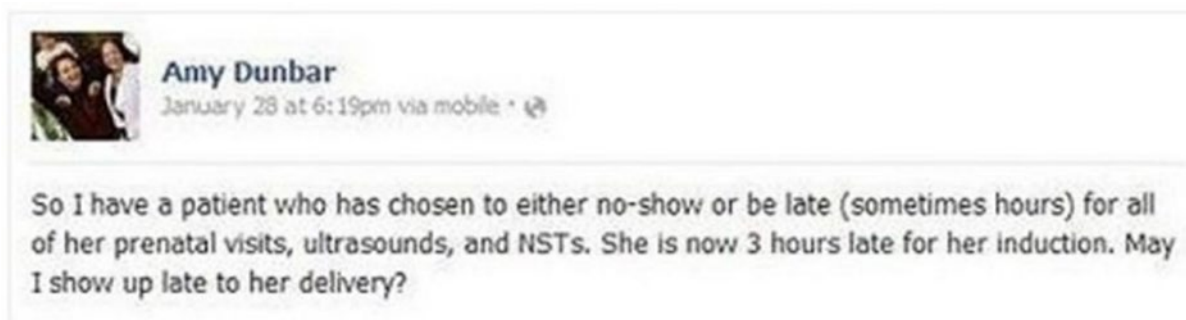 Amy Dunbar
January 28 at 6:19pm via mobile ·
So I have a patient who has chosen to either no-show or be late (sometimes hours) for all
of her prenatal visits, ultrasounds, and NSTs. She is now 3 hours late for her induction. May
I show up late to her delivery?